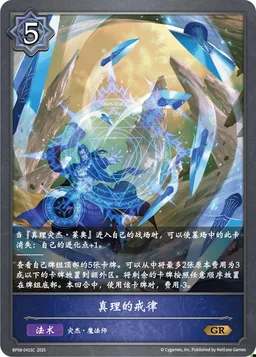 5
当『真理炎杰·莱奥』进入自己的战场时,可以使墓场中的此卡
消失:自己的进化点+1。
查看自己牌组顶部的5张卡牌。可以从中将最多2张原本费用为3
或以下的卡牌放置到额外区。将剩余的卡牌按照任意顺序放置
在牌组底部。本回合中,使用该卡牌时,费用-3。
真理的戒律
法术
炎杰·魔法师
GR
2025
© Cygames, Inc. Published by NetEase Games